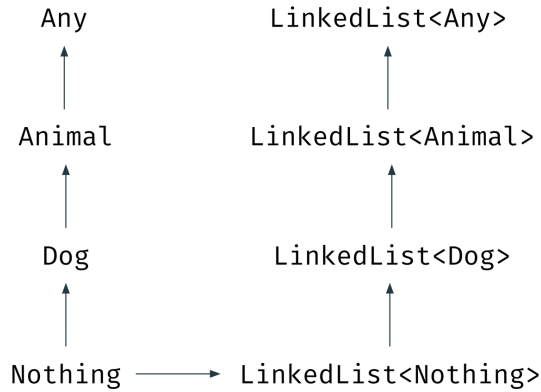 Any LinkedList<Any>
Animal LinkedList<Animal>
Dog LinkedList<Dog>
Nothing LinkedList<Nothing>